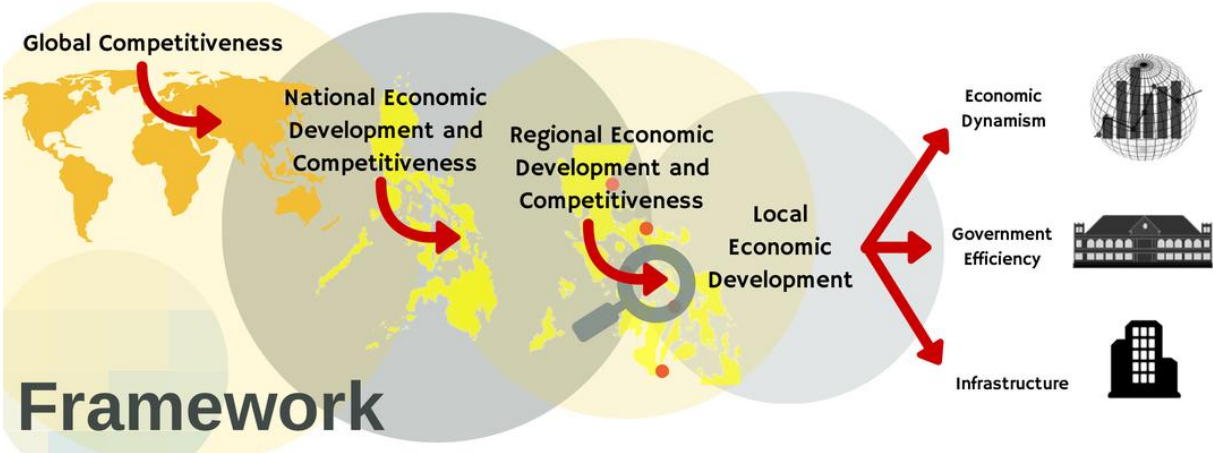 Global Competitiveness
National Economic
Development and
Competitiveness
Regional Economic
Development and
Competitiveness
Local
Economic
Development
Economic
Dynamism
Government
Efficiency
Infrastructure
Framework